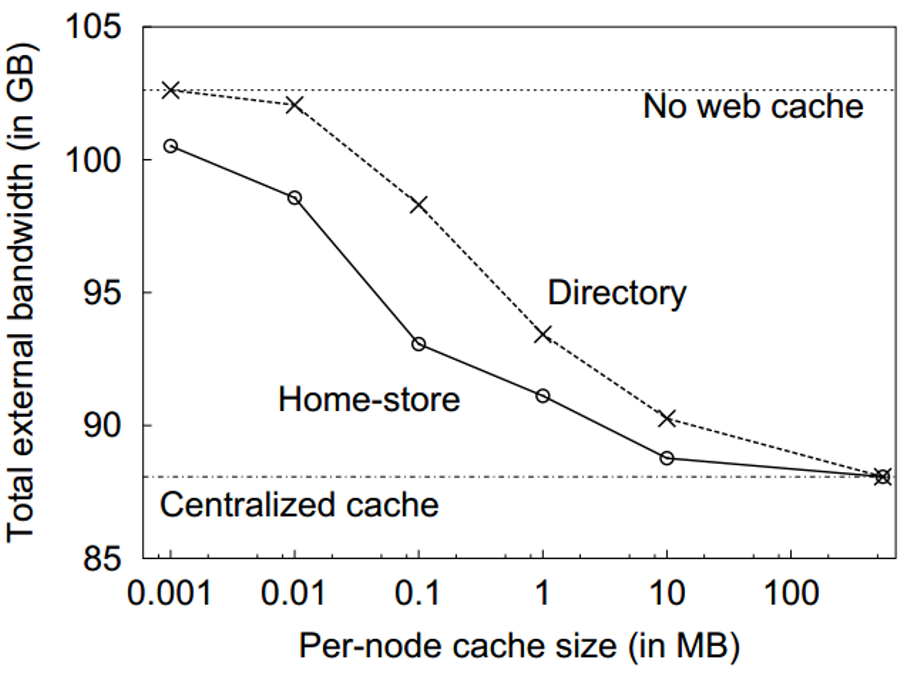 Total external bandwidth (in GB)
105
100
95
90
85
No web cache
Directory
Home-store
Centralized cache
0.001 0.01 0.1 1 10 100
Per-node cache size (in MB)